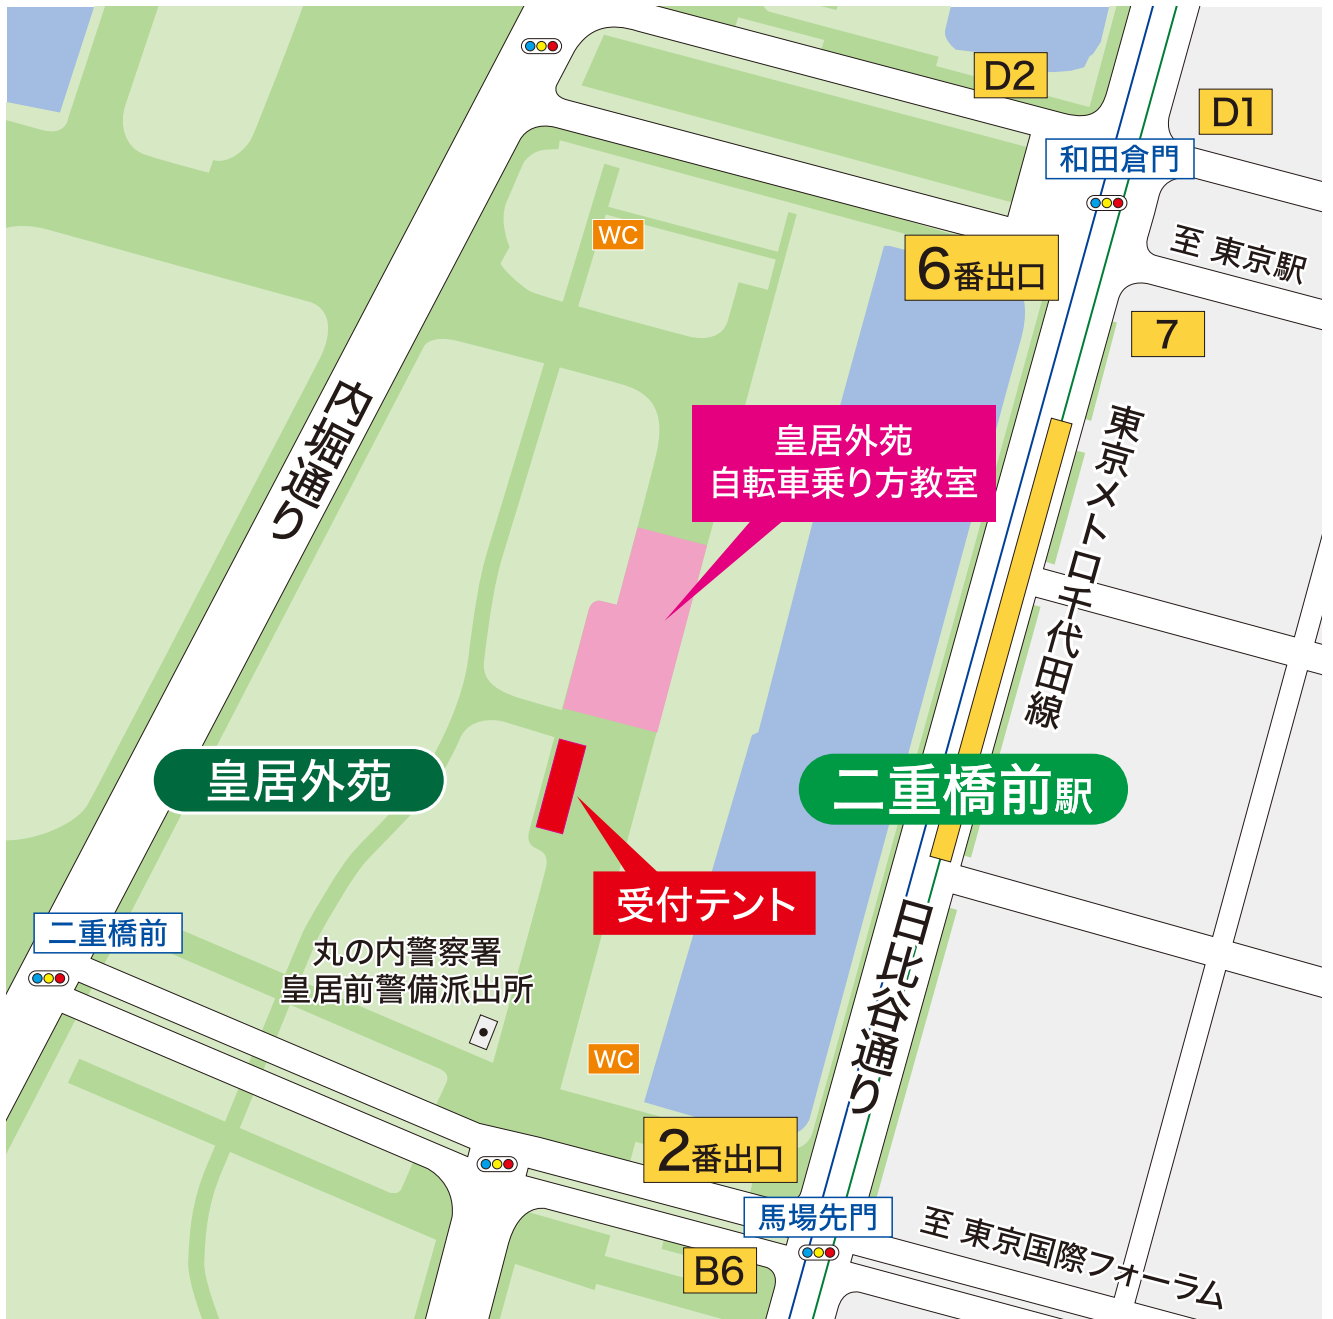 D2
D1
和田倉門
WC
6番出口
至 東京駅
7
内堀通り
皇居外苑
自転車乗り方教室
東京メトロ千代田線
皇居外苑
二重橋前駅
受付テント
日比谷通り
二重橋前
丸の内警察署
皇居前警備派出所
WC
2番出口
馬場先門
至 東京国際フォーラム
B6